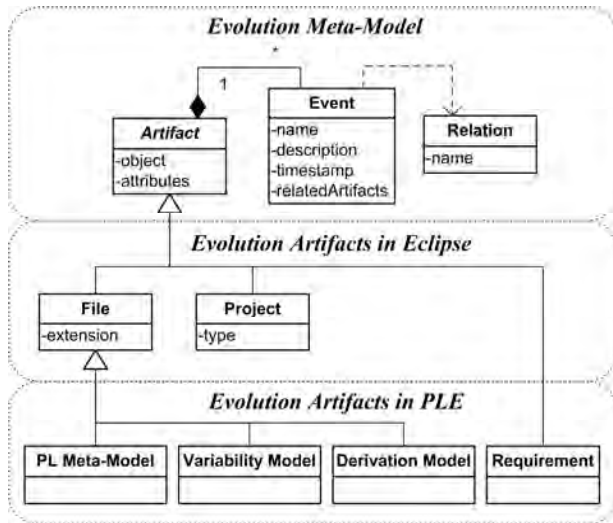 Evolution Meta-Model
*
1
Artifact
-object
-attributes
Event
-name
-description
-timestamp
-relatedArtifacts
Relation
-name
Evolution Artifacts in Eclipse
File
-extension
Project
-type
Evolution Artifacts in PLE
PL Meta-Model
Variability Model
Derivation Model
Requirement